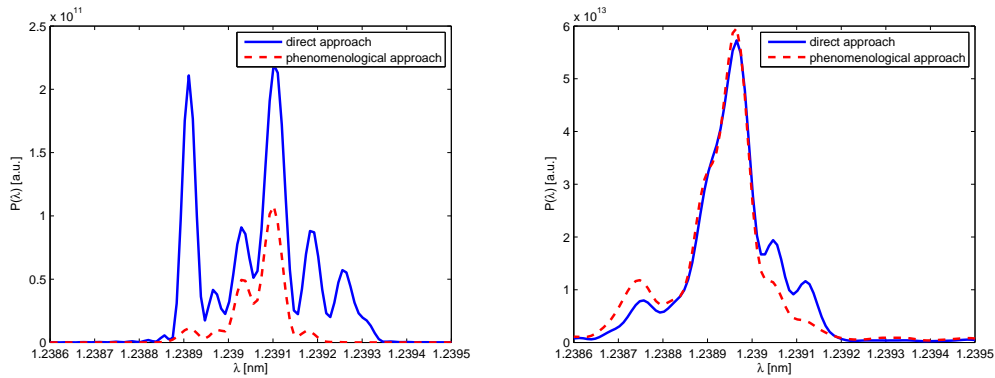 x 10^11
2.5
2
1.5
1
0.5
0
P(λ) [a.u.]
direct approach
phenomenological approach
1.2386 1.2387 1.2388 1.2389 1.239 1.2391 1.2392 1.2393 1.2394 1.2395
λ [nm]
x 10^13
6
5
4
3
2
1
0
P(λ) [a.u.]
direct approach
phenomenological approach
1.2386 1.2387 1.2388 1.2389 1.239 1.2391 1.2392 1.2393 1.2394 1.2395
λ [nm]